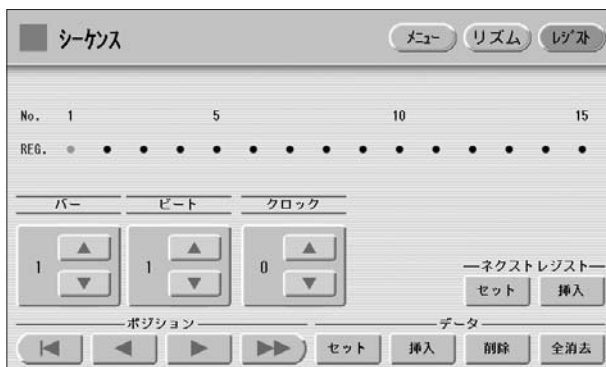 シーケンス メニュー リズム レジスト
No. 1 5 10 15
REG.
バー ビート クロック
1 1 0
ネクストレジスト
セット 挿入
ポジション データ
セット 挿入 削除 全消去